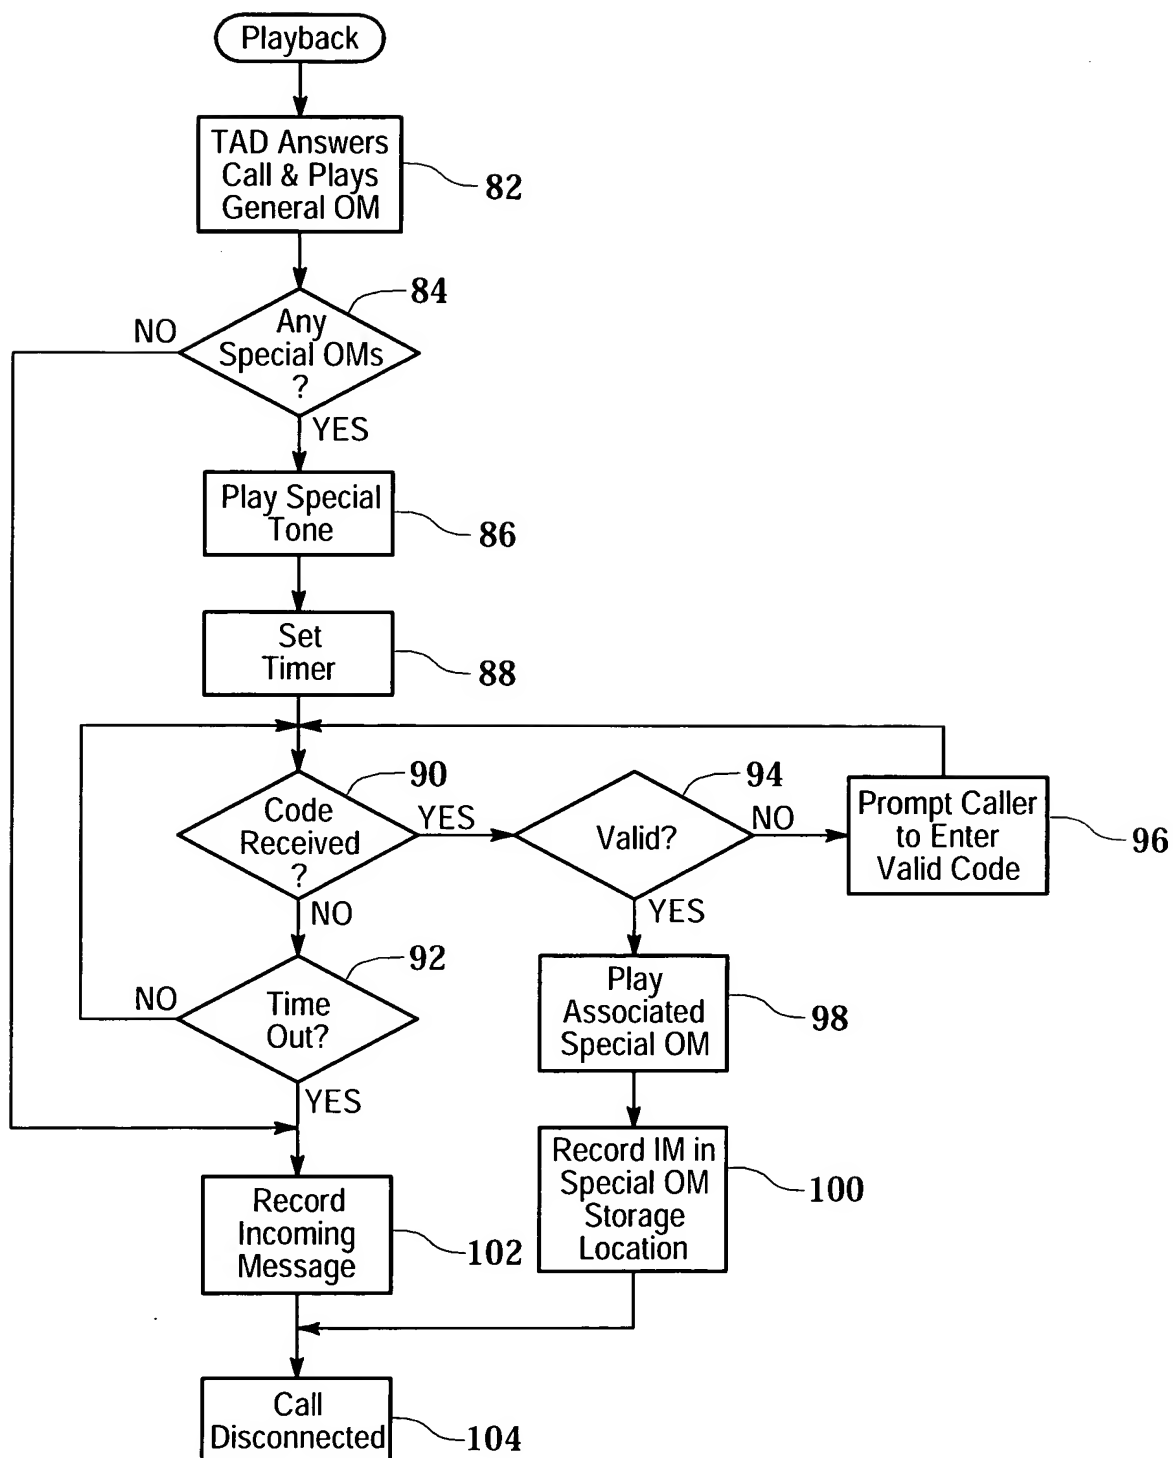 Playback
TAD Answers
Call & Plays
General OM
82
84
NO
Any
Special OMs
?
YES
Play Special
Tone
86
Set
Timer
88
90
Code
Received
?
YES
NO
94
Valid?
NO
YES
Prompt Caller
to Enter
Valid Code
96
92
NO
Time
Out?
YES
Play
Associated
Special OM
98
Record IM in
Special OM
Storage
Location
100
Record
Incoming
Message
102
Call
Disconnected
104